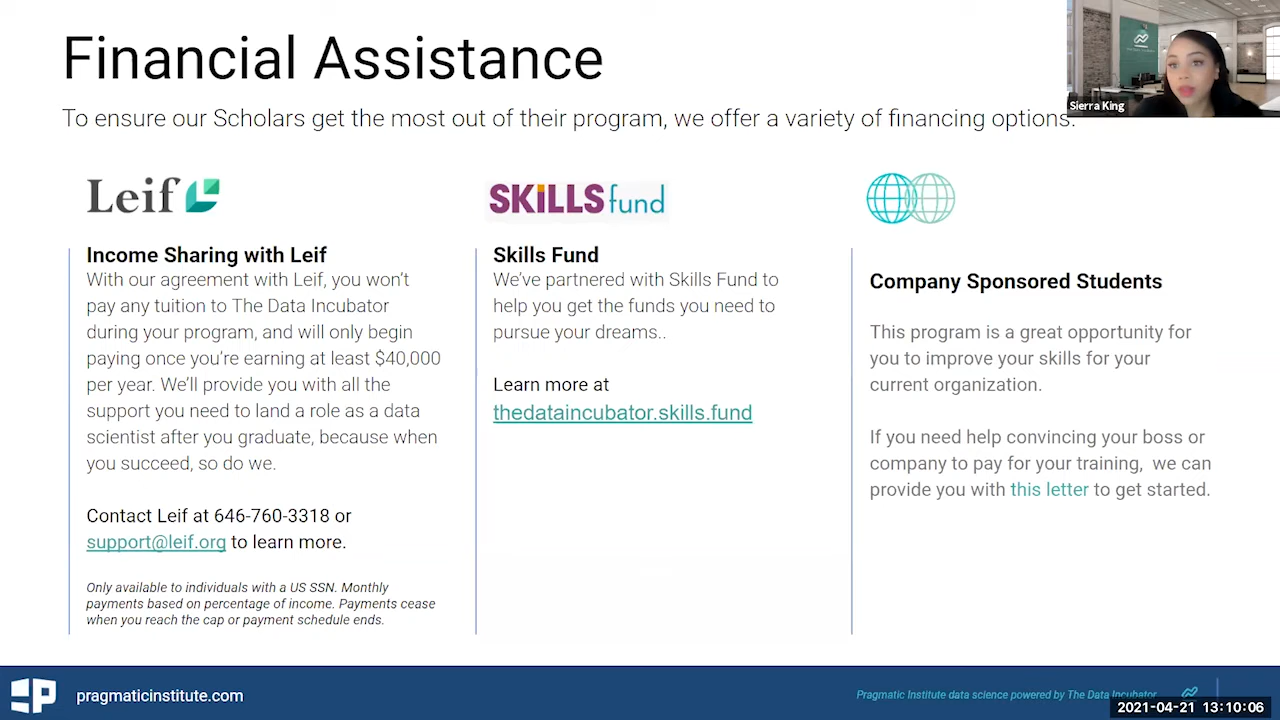 Financial Assistance
To ensure our Scholars get the most out of their program, we offer a variety of financing options.
Sierra King
Leif
Income Sharing with Leif
With our agreement with Leif, you won't
pay any tuition to The Data Incubator
during your program, and will only begin
paying once you're earning at least $40,000
per year. We'll provide you with all the
support you need to land a role as a data
scientist after you graduate, because when
you succeed, so do we.
Contact Leif at 646-760-3318 or
support@leif.org to learn more.
Only available to individuals with a US SSN. Monthly
payments based on percentage of income. Payments cease
when you reach the cap or payment schedule ends.
SKiLLS fund
Skills Fund
We've partnered with Skills Fund to
help you get the funds you need to
pursue your dreams..
Learn more at
thedataincubator.skills.fund
Company Sponsored Students
This program is a great opportunity for
you to improve your skills for your
current organization.
If you need help convincing your boss or
company to pay for your training,  we can
provide you with this letter to get started.
pragmaticinstitute.com
Pragmatic Institute data science powered by The Data Incubator
2021-04-21 13:10:06